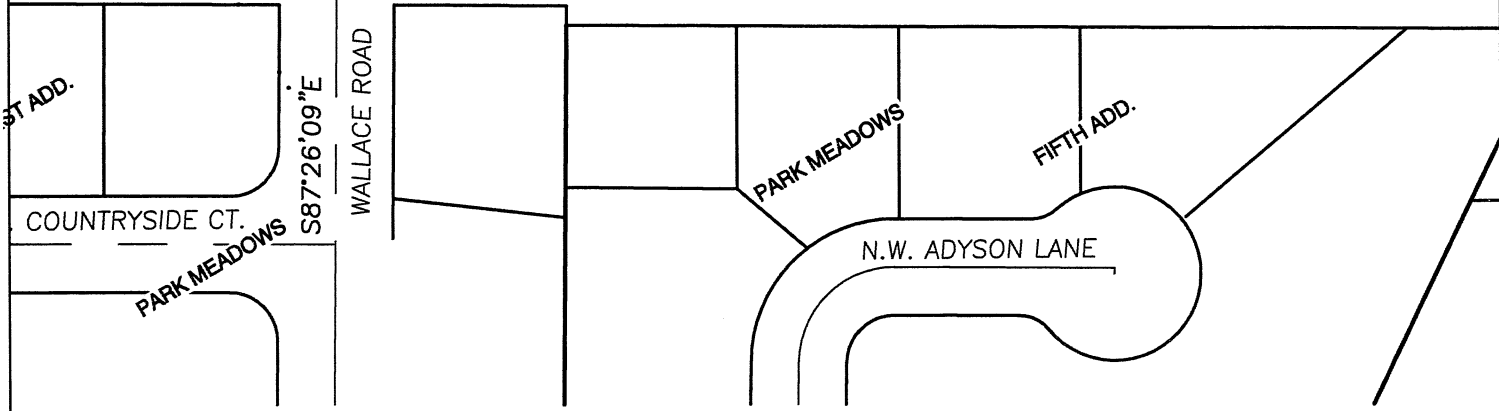 ST ADD.
COUNTRYSIDE CT.
PARK MEADOWS
S87°26'09"E
WALLACE ROAD
PARK MEADOWS
FIFTH ADD.
N.W. ADYSON LANE